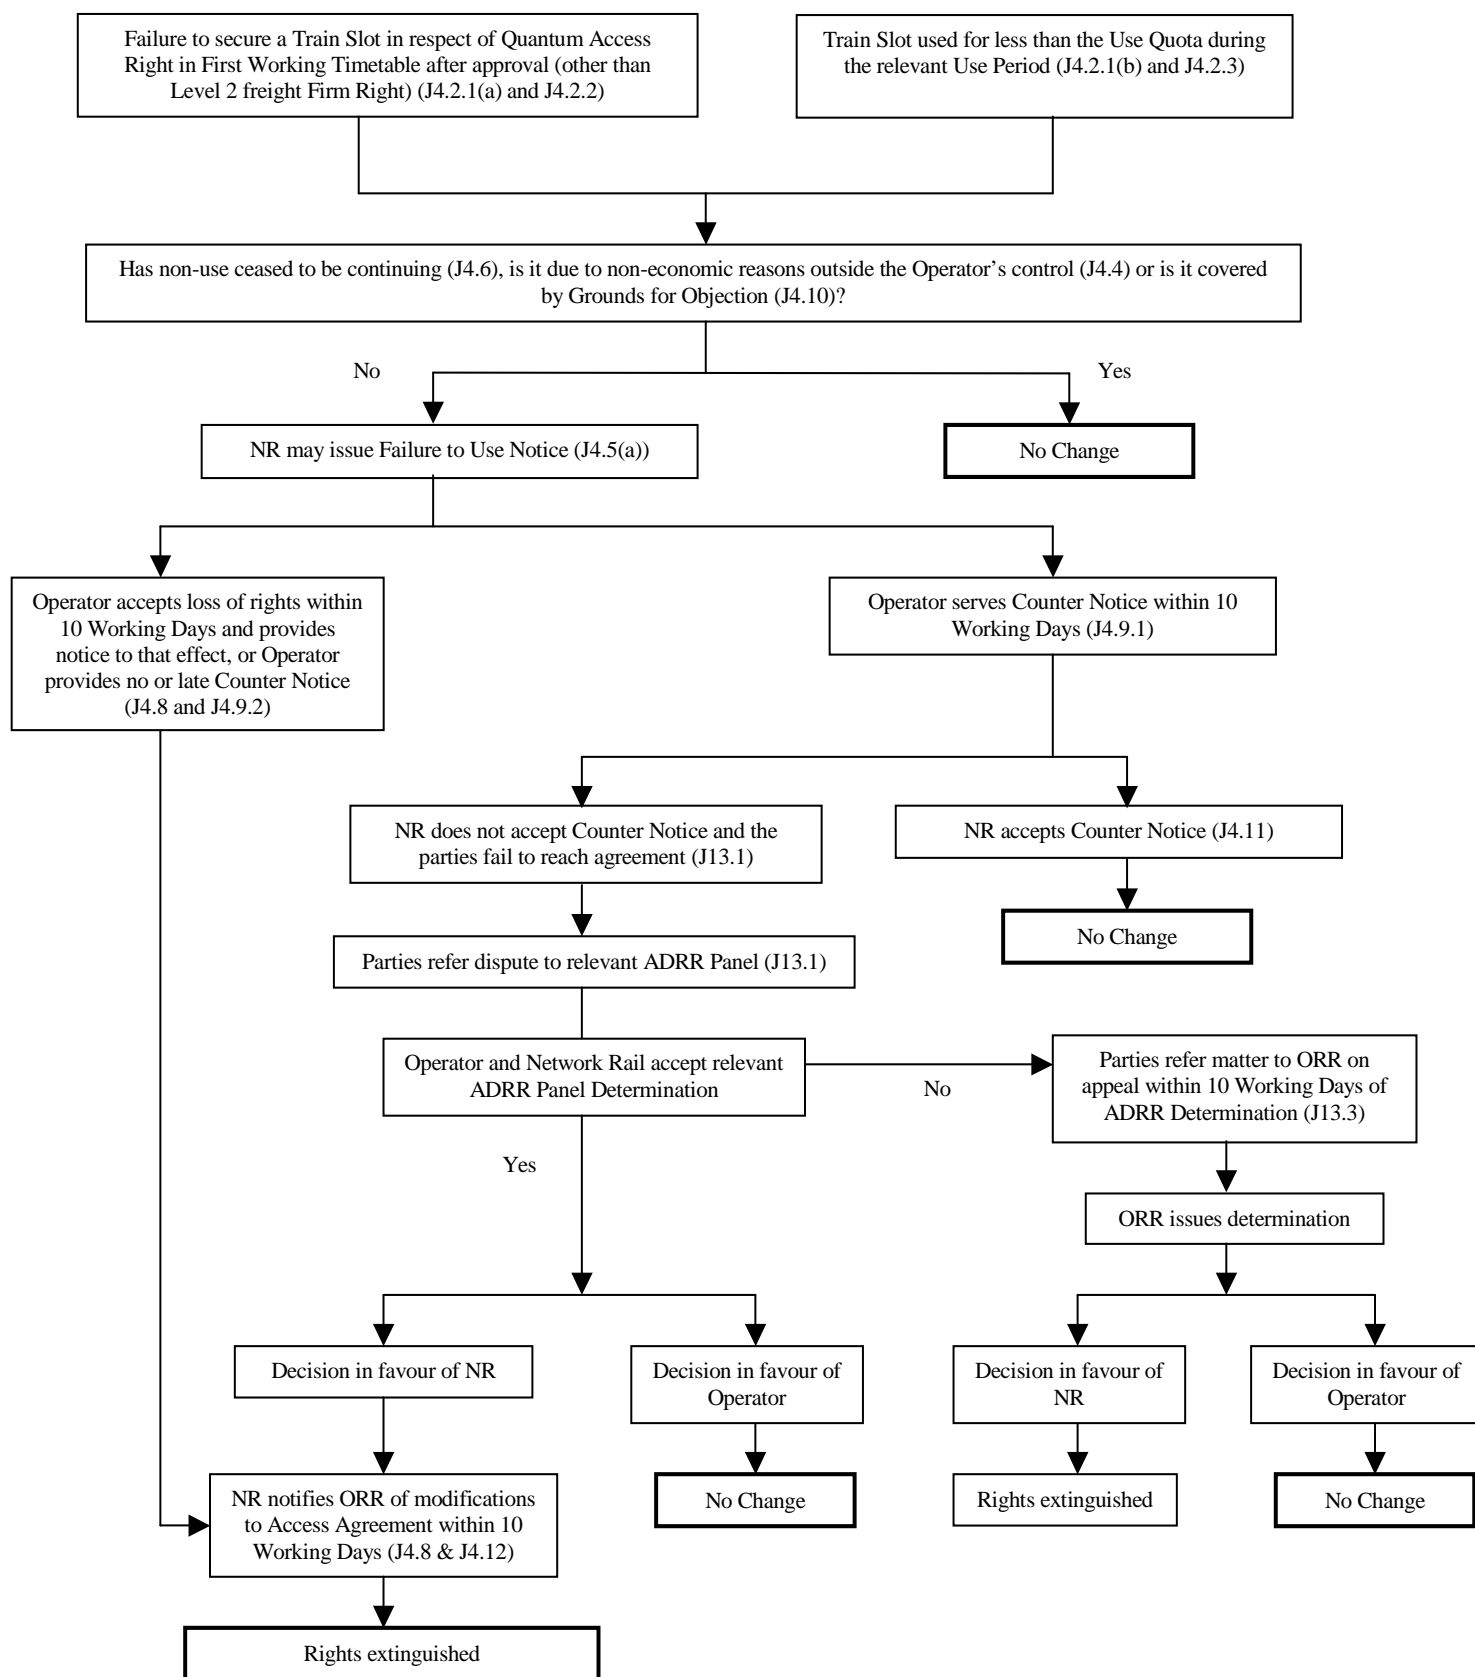 Failure to secure a Train Slot in respect of Quantum Access
Right in First Working Timetable after approval (other than
Level 2 freight Firm Right) (J4.2.1(a) and J4.2.2)
Train Slot used for less than the Use Quota during
the relevant Use Period (J4.2.1(b) and J4.2.3)
Has non-use ceased to be continuing (J4.6), is it due to non-economic reasons outside the Operator’s control (J4.4) or is it covered
by Grounds for Objection (J4.10)?
No
Yes
NR may issue Failure to Use Notice (J4.5(a))
No Change
Operator accepts loss of rights within
10 Working Days and provides
notice to that effect, or Operator
provides no or late Counter Notice
(J4.8 and J4.9.2)
Operator serves Counter Notice within 10
Working Days (J4.9.1)
NR does not accept Counter Notice and the
parties fail to reach agreement (J13.1)
NR accepts Counter Notice (J4.11)
No Change
Parties refer dispute to relevant ADRR Panel (J13.1)
Operator and Network Rail accept relevant
ADRR Panel Determination
No
Parties refer matter to ORR on
appeal within 10 Working Days of
ADRR Determination (J13.3)
Yes
ORR issues determination
Decision in favour of NR
Decision in favour of
Operator
Decision in favour of
NR
Decision in favour of
Operator
NR notifies ORR of modifications
to Access Agreement within 10
Working Days (J4.8 & J4.12)
No Change
Rights extinguished
No Change
Rights extinguished